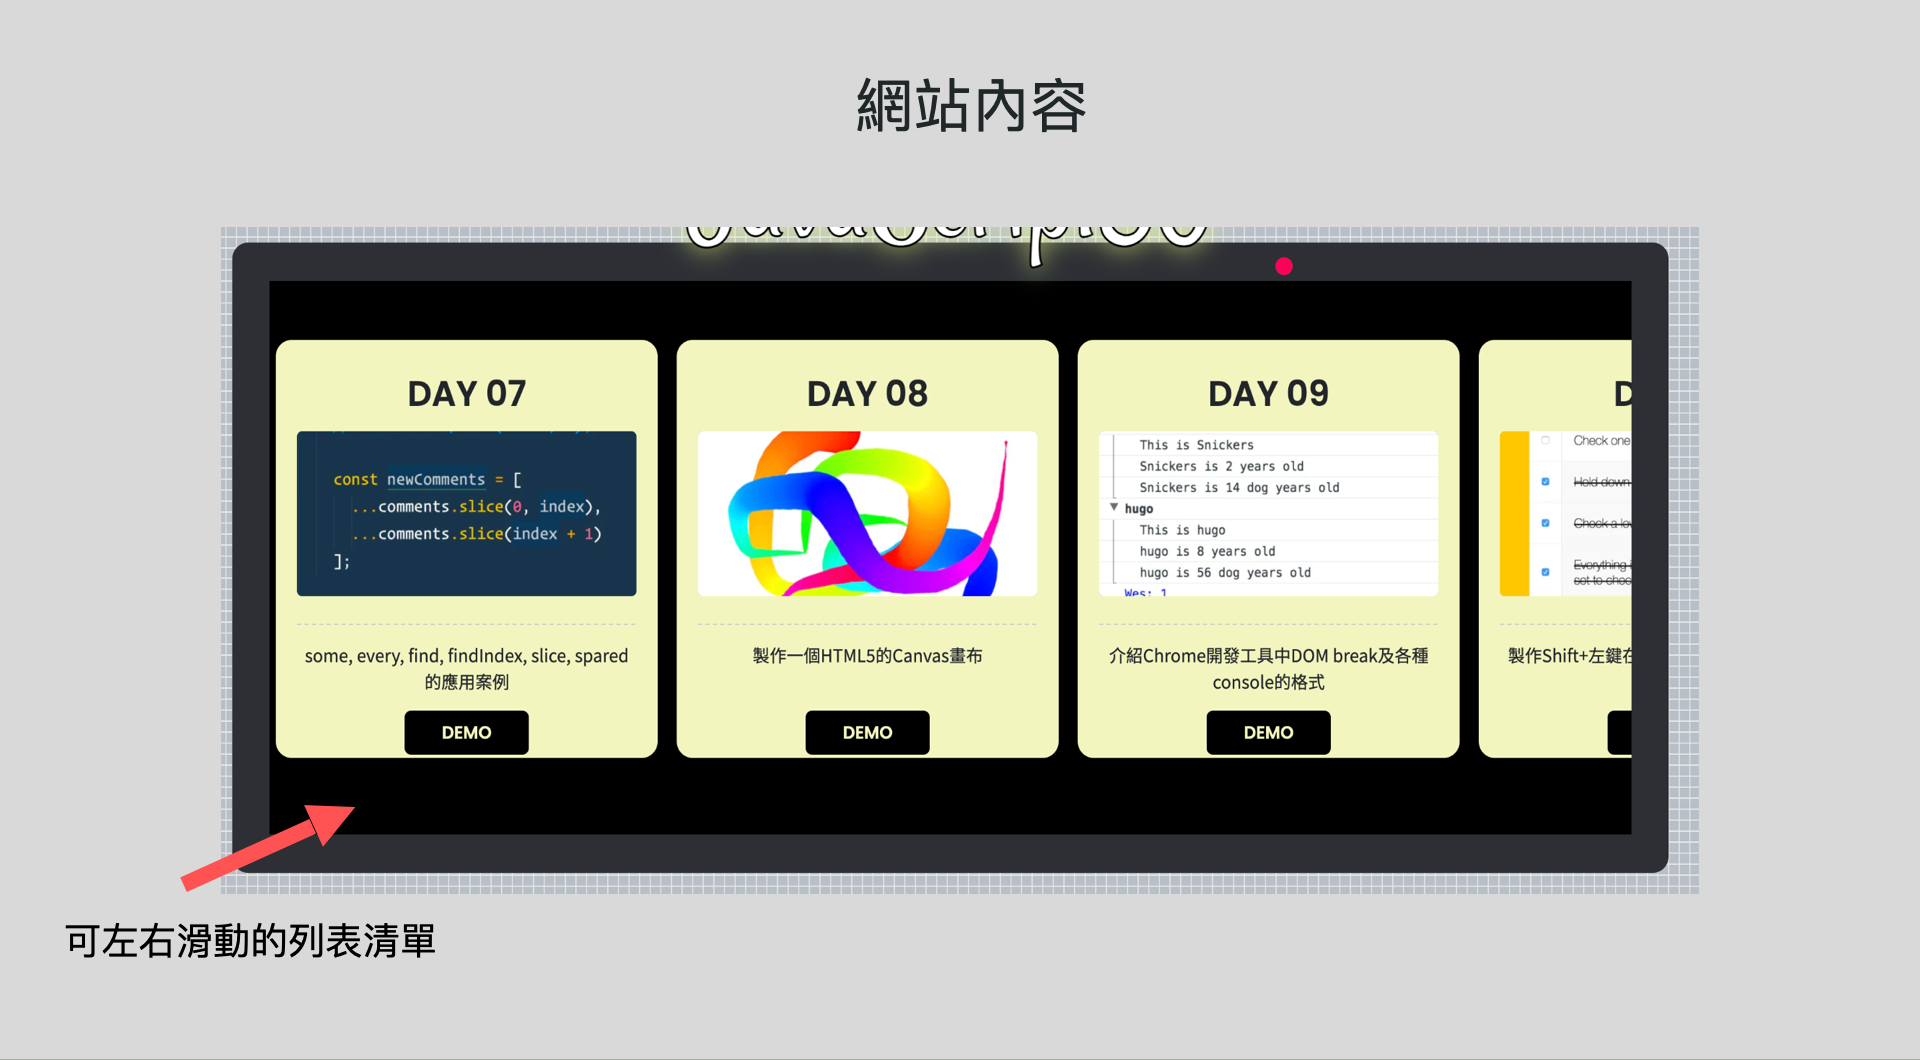 網站內容
JavaScript30
DAY 07
const newComments = [
...comments.slice(0, index),
...comments.slice(index + 1)
];
some, every, find, findIndex, slice, spared
的應用案例
DEMO
DAY 08
製作一個HTML5的Canvas畫布
DEMO
DAY 09
This is Snickers
Snickers is 2 years old
Snickers is 14 dog years old
hugo
This is hugo
hugo is 8 years old
hugo is 56 dog years old
Wes: 1
介紹Chrome開發工具中DOM break及各種
console的格式
DEMO
D
Check one
Hold down
Check a lo
Everything i
set to choo
製作Shift+左鍵在
可左右滑動的列表清單